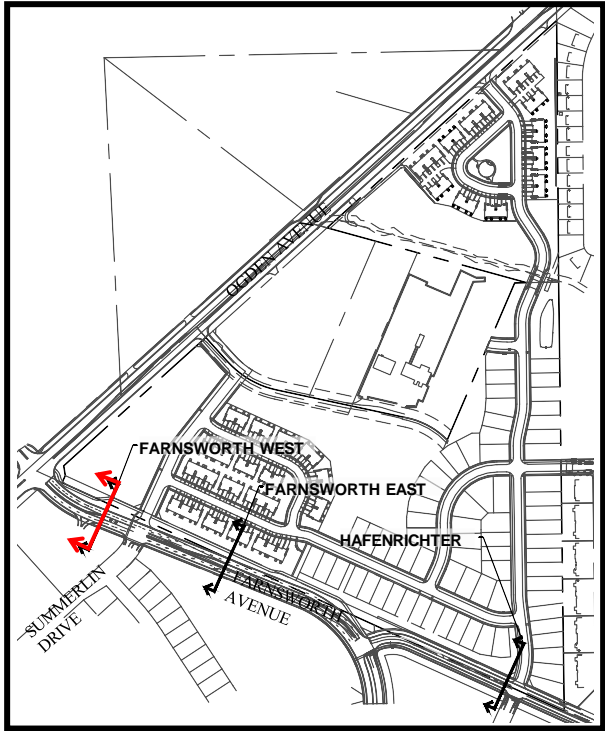 OGDEN AVENUE
FARNSWORTH WEST
FARNSWORTH EAST
HAFENRICHTER
FARNSWORTH
AVENUE
SUMMERLIN
DRIVE